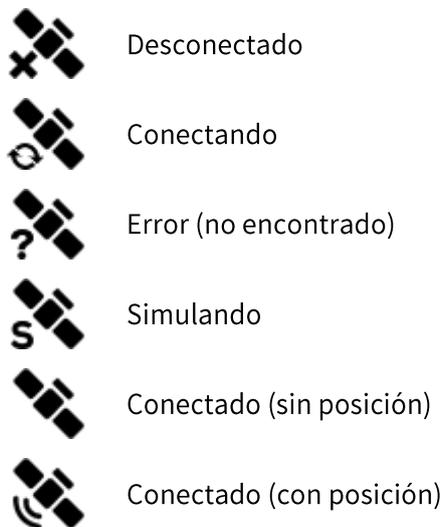 Desconectado
Conectando
? Error (no encontrado)
S Simulando
Conectado (sin posición)
Conectado (con posición)